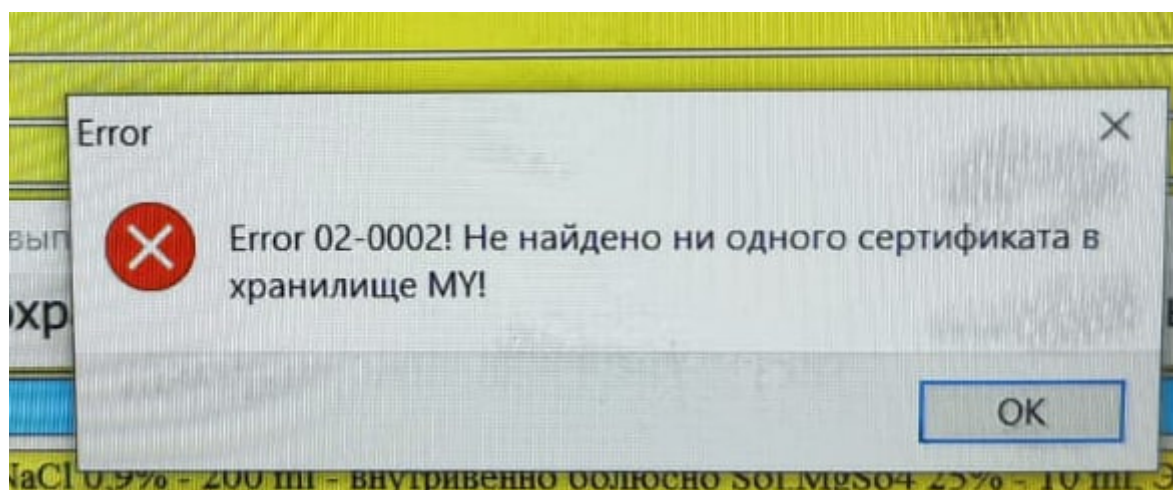 Error
Error 02-0002! Не найдено ни одного сертификата в
хранилище MY!
OK
NaCl 0,9% - 200 ml - внутривенно болюсно Sol.MgSo4 25% - 10 ml